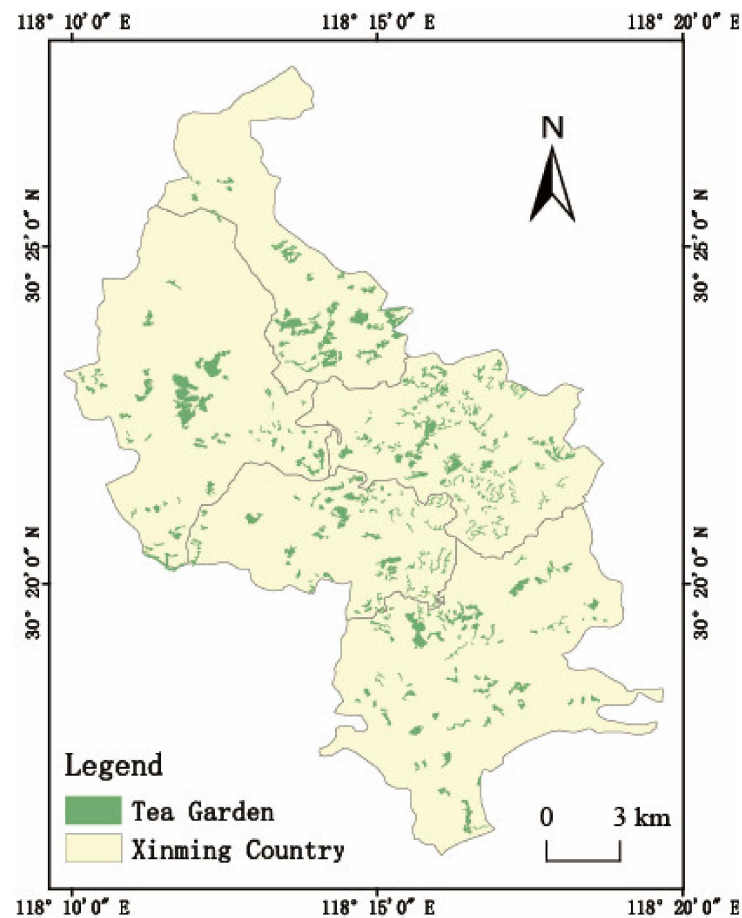 118° 10′0″ E 118° 15′0″ E 118° 20′0″ E
N
30° 25′0″ N 30° 25′0″ N
30° 20′0″ N 30° 20′0″ N
Legend
Tea Garden
Xinming Country
0 3 km
118° 10′0″ E 118° 15′0″ E 118° 20′0″ E